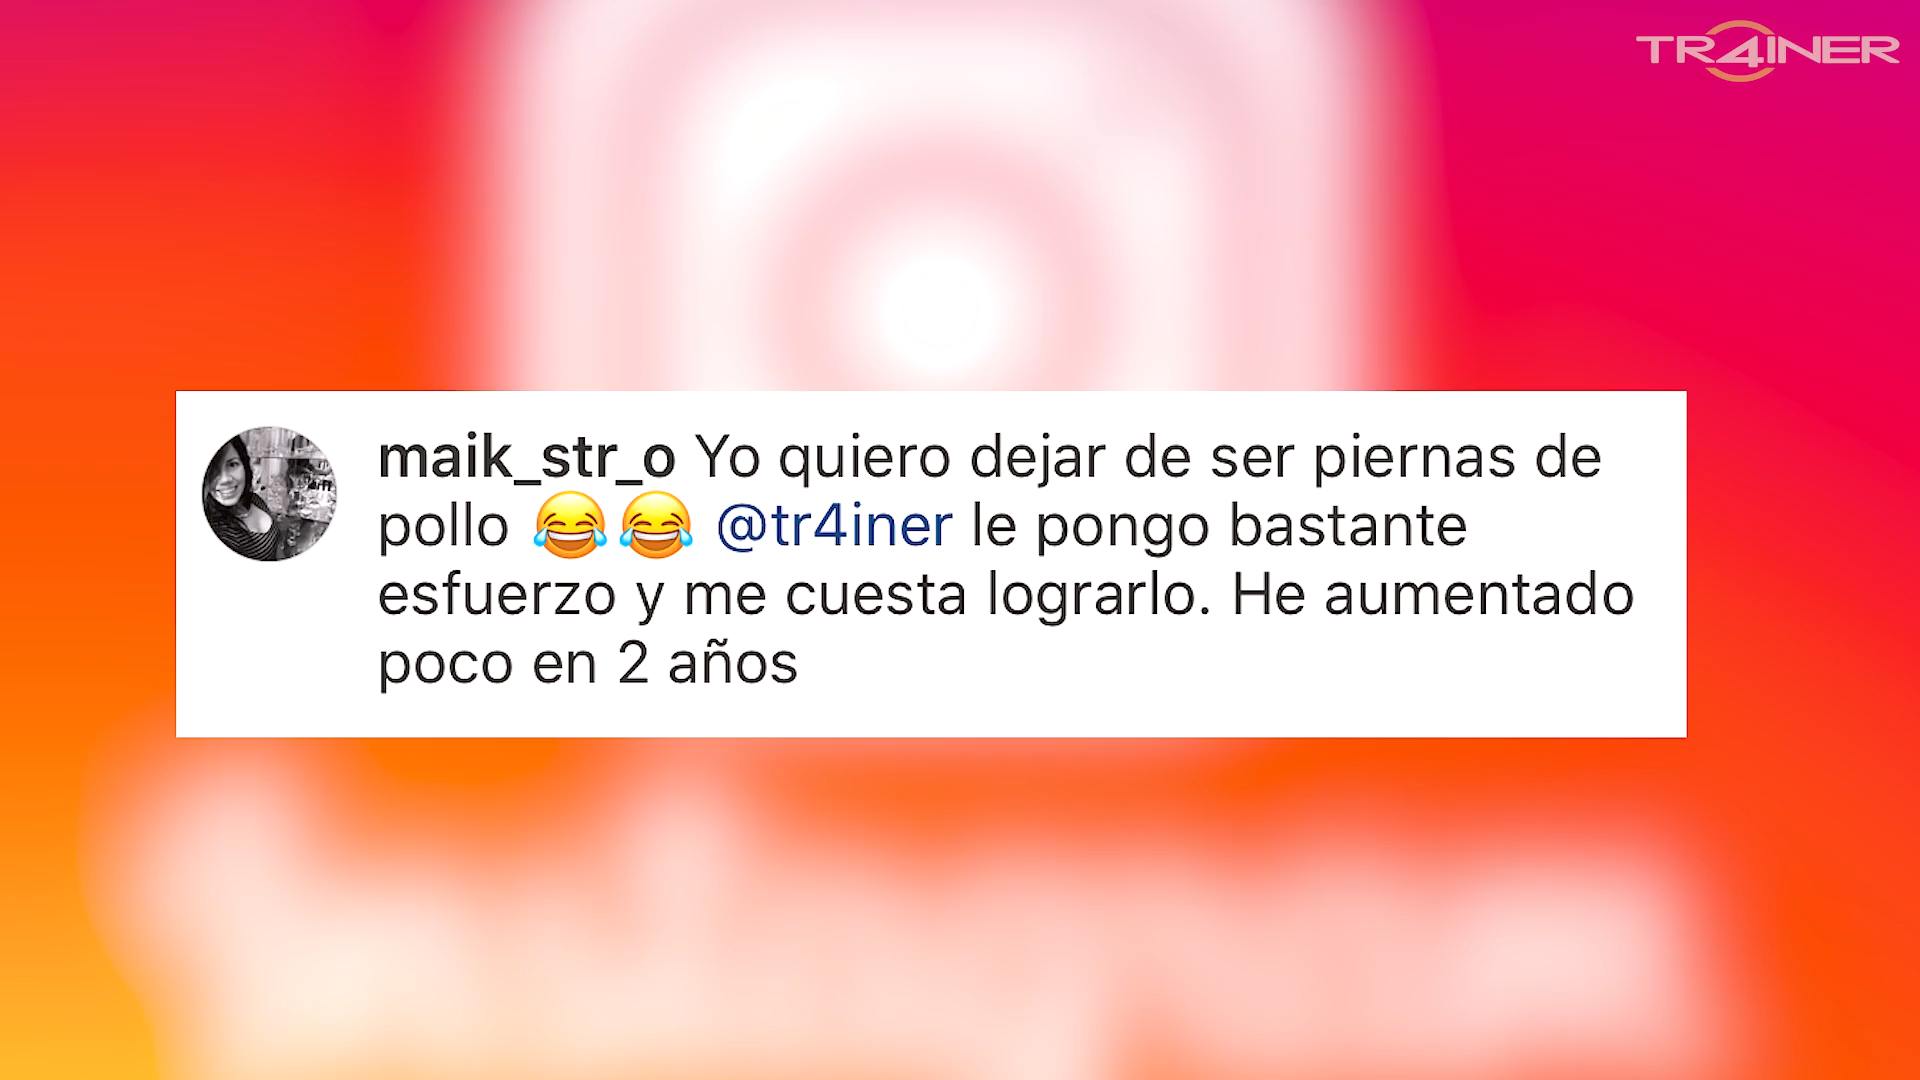 TR4INER
maik_str_o Yo quiero dejar de ser piernas de
pollo 😂😂 @tr4iner le pongo bastante
esfuerzo y me cuesta lograrlo. He aumentado
poco en 2 años